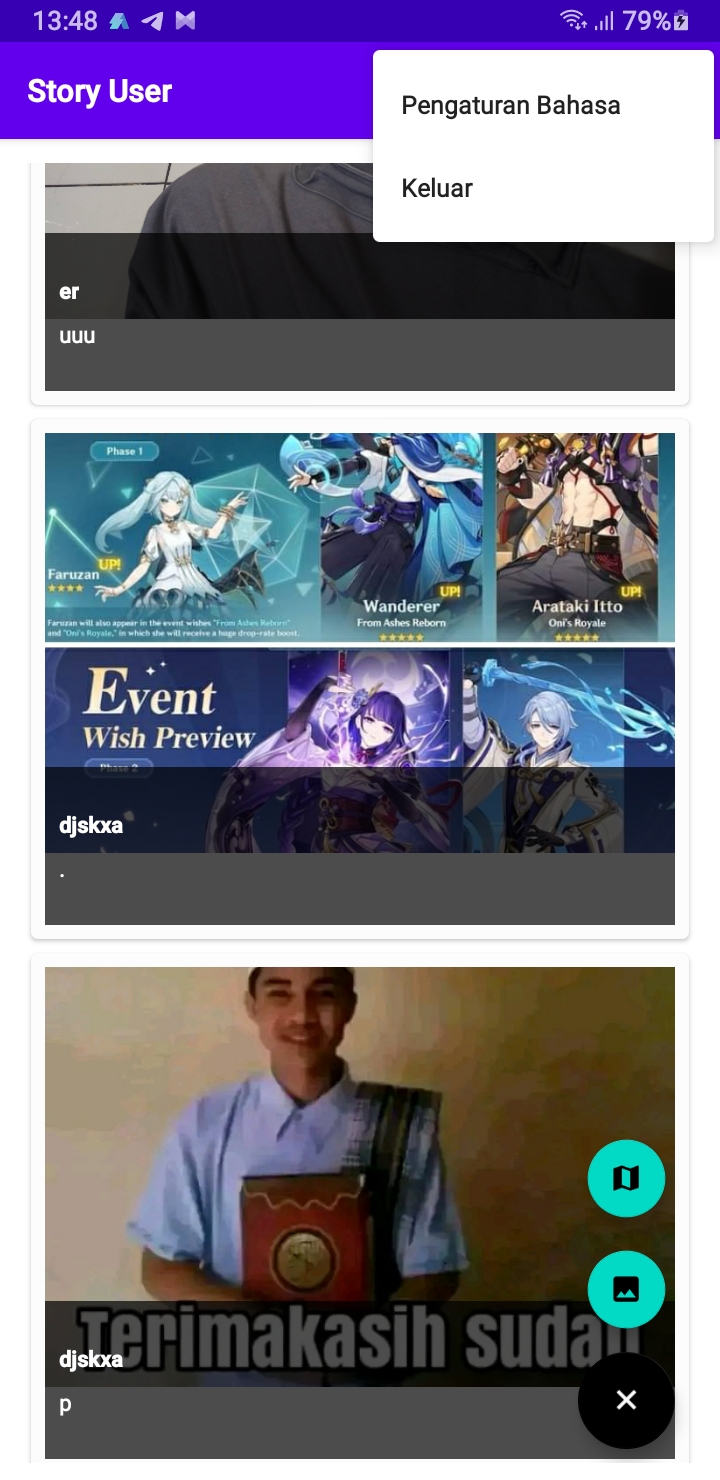 13:48
79%
Story User
Pengaturan Bahasa
Keluar
er
uuu
Phase 1
UP!
Faruzan
Faruzan will also appear in the event wishes "From Ashes Reborn"
and "Oni's Royale," in which she will receive a huge drop-rate boost.
UP!
Wanderer
From Ashes Reborn
UP!
Arataki Itto
Oni's Royale
Event
Wish Preview
Phase 2
djskxa
.
Terimakasih sudah
djskxa
p